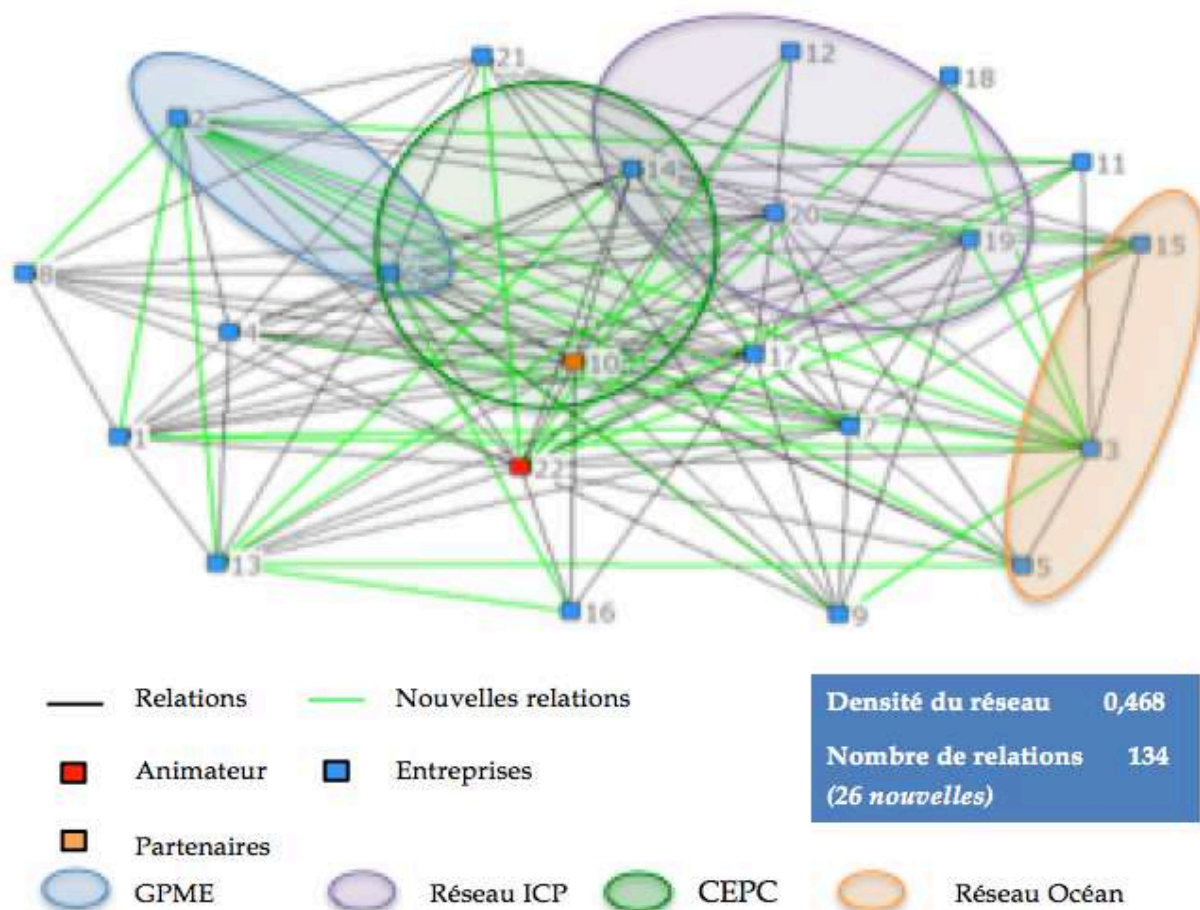 21
12
18
2
14
11
20
19
15
8
6
4
10
17
1
7
3
22
13
5
16
9
Relations
Nouvelles relations
Densité du réseau 0,468
Animateur
Entreprises
Nombre de relations 134
(26 nouvelles)
Partenaires
GPME
Réseau ICP
CEPC
Réseau Océan